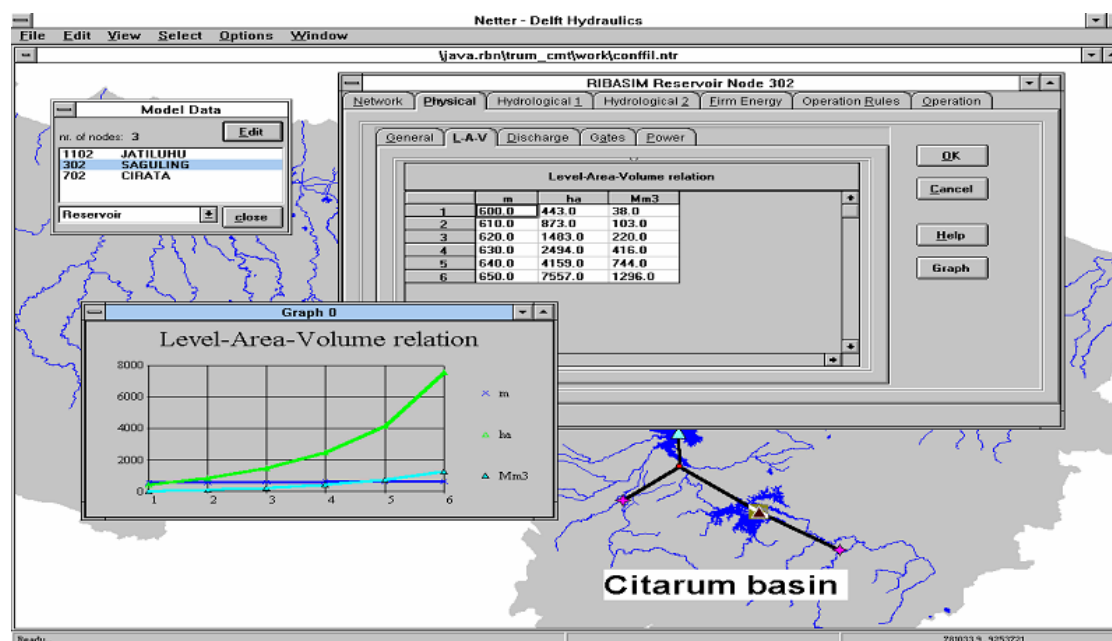 Netter - Delft Hydraulics
File Edit View Select Options Window
\java.rbn\trum_cmt\work\conffil.ntr
Model Data
nr. of nodes: 3 Edit
1102 JATILUHU
302 SAGULING
702 CIRATA
Reservoir close
RIBASIM Reservoir Node 302
Network Physical Hydrological 1 Hydrological 2 Firm Energy Operation Rules Operation
General L-A-V Discharge Gates Power
Level-Area-Volume relation
m ha Mm3
1 600.0 443.0 38.0
2 610.0 873.0 103.0
3 620.0 1483.0 220.0
4 630.0 2494.0 416.0
5 640.0 4159.0 744.0
6 650.0 7557.0 1296.0
OK
Cancel
Help
Graph
Graph 0
Level-Area-Volume relation
8000
6000
4000
2000
0
1 2 3 4 5 6
m
ha
Mm3
Citarum basin
Ready 781033.9 9253721